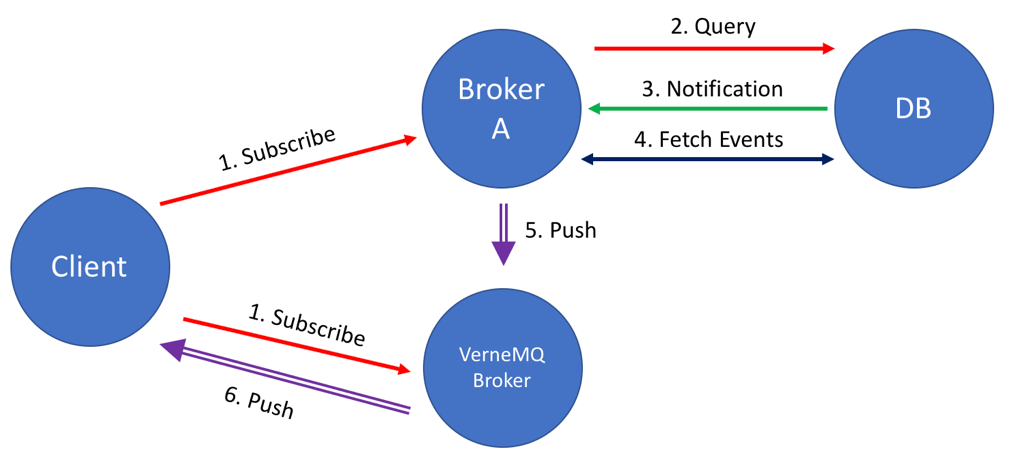 2. Query
Broker
A
3. Notification
DB
4. Fetch Events
1. Subscribe
5. Push
Client
1. Subscribe
VerneMQ
Broker
6. Push